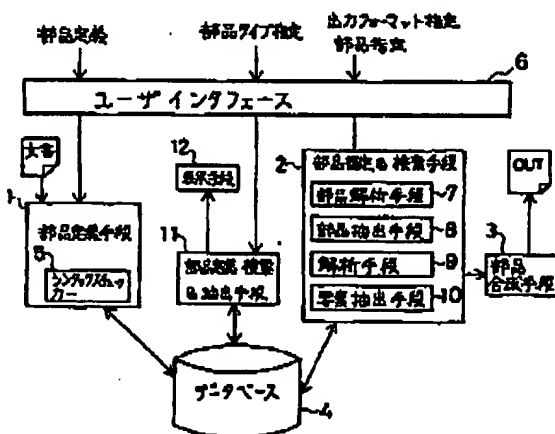 部品定義
部品タイプ指定
出力フォーマット指定
部品指定
6
ユーザインタフェース
文書
1
部品定義手段
5
シンタックスチェッカー
12
表示手段
11
部品定義検索
&抽出手段
2
部品指定&検索手段
部品解析手段
7
部品抽出手段
8
解析手段
9
要素抽出手段
10
OUT
3
部品
合成手段
データベース
4